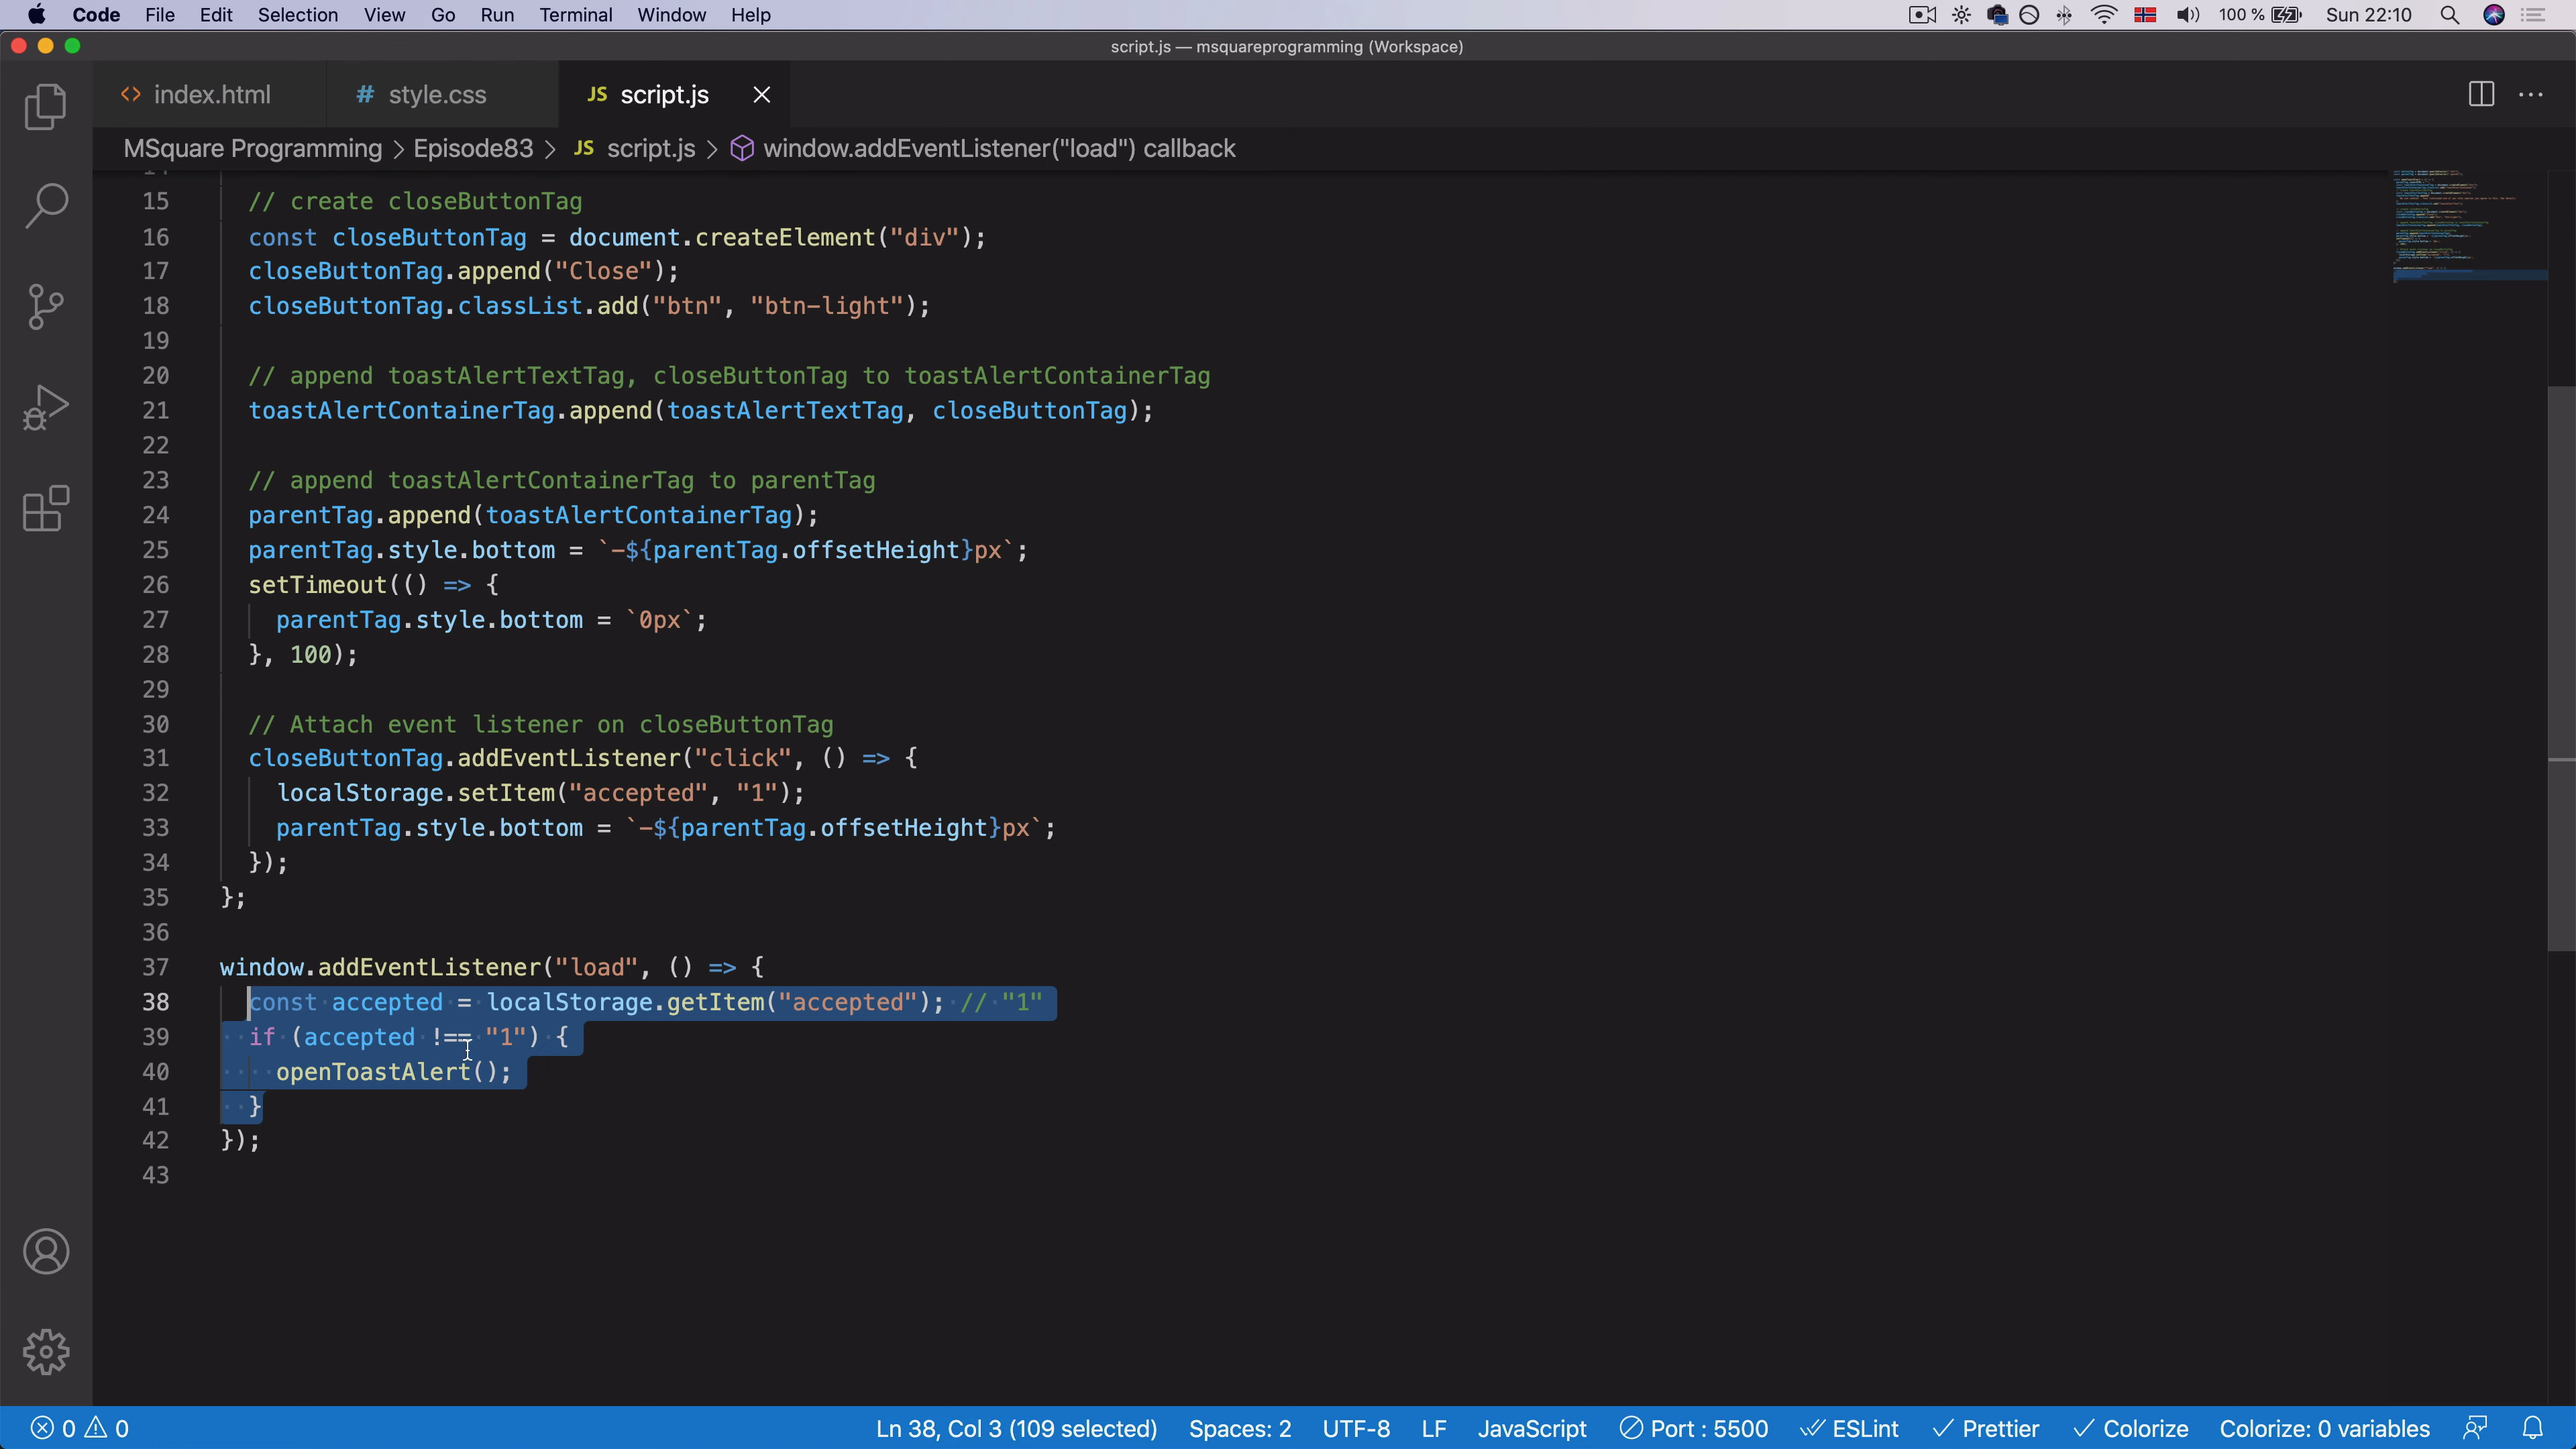 Code File Edit Selection View Go Run Terminal Window Help 100 % Sun 22:10
script.js — msquareprogramming (Workspace)
<> index.html # style.css JS script.js
MSquare Programming > Episode83 > JS script.js > window.addEventListener("load") callback
15 // create closeButtonTag
16 const closeButtonTag = document.createElement("div");
17 closeButtonTag.append("Close");
18 closeButtonTag.classList.add("btn", "btn-light");
19
20 // append toastAlertTextTag, closeButtonTag to toastAlertContainerTag
21 toastAlertContainerTag.append(toastAlertTextTag, closeButtonTag);
22
23 // append toastAlertContainerTag to parentTag
24 parentTag.append(toastAlertContainerTag);
25 parentTag.style.bottom = `-${parentTag.offsetHeight}px`;
26 setTimeout(() => {
27 parentTag.style.bottom = `0px`;
28 }, 100);
29
30 // Attach event listener on closeButtonTag
31 closeButtonTag.addEventListener("click", () => {
32 localStorage.setItem("accepted", "1");
33 parentTag.style.bottom = `-${parentTag.offsetHeight}px`;
34 });
35 };
36
37 window.addEventListener("load", () => {
38 const accepted = localStorage.getItem("accepted"); // "1"
39 if (accepted !== "1") {
40 openToastAlert();
41 }
42 });
43
0 0 Ln 38, Col 3 (109 selected) Spaces: 2 UTF-8 LF JavaScript Port : 5500 ESLint Prettier Colorize Colorize: 0 variables